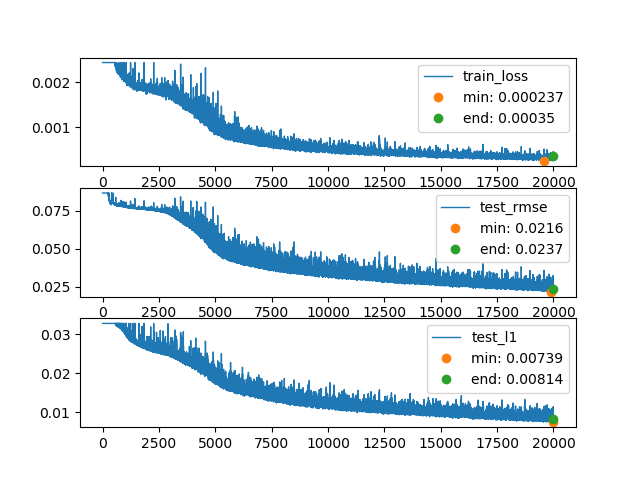 train_loss
min: 0.000237
end: 0.00035
0.002
0.001
0 2500 5000 7500 10000 12500 15000 17500 20000
test_rmse
min: 0.0216
end: 0.0237
0.075
0.050
0.025
0 2500 5000 7500 10000 12500 15000 17500 20000
test_l1
min: 0.00739
end: 0.00814
0.03
0.02
0.01
0 2500 5000 7500 10000 12500 15000 17500 20000